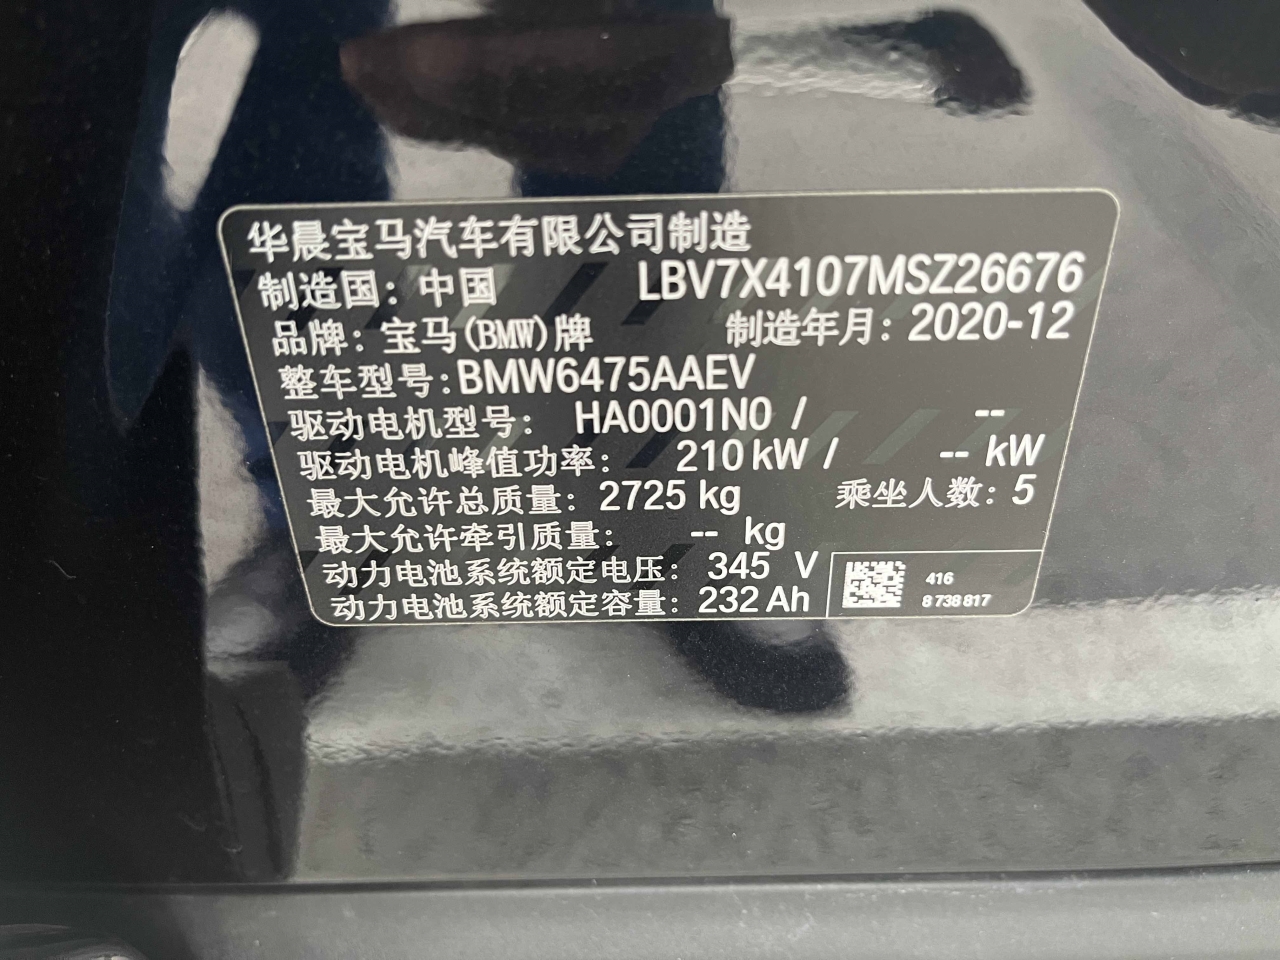 华晨宝马汽车有限公司制造
制造国：中国 LBV7X4107MSZ26676
品牌：宝马(BMW)牌 制造年月：2020-12
整车型号：BMW6475AAEV
驱动电机型号： HA0001N0 / --
驱动电机峰值功率： 210 kW / -- kW
最大允许总质量：2725 kg 乘坐人数：5
最大允许牵引质量： -- kg
动力电池系统额定电压： 345 V
动力电池系统额定容量：232 Ah
416
8 738 817